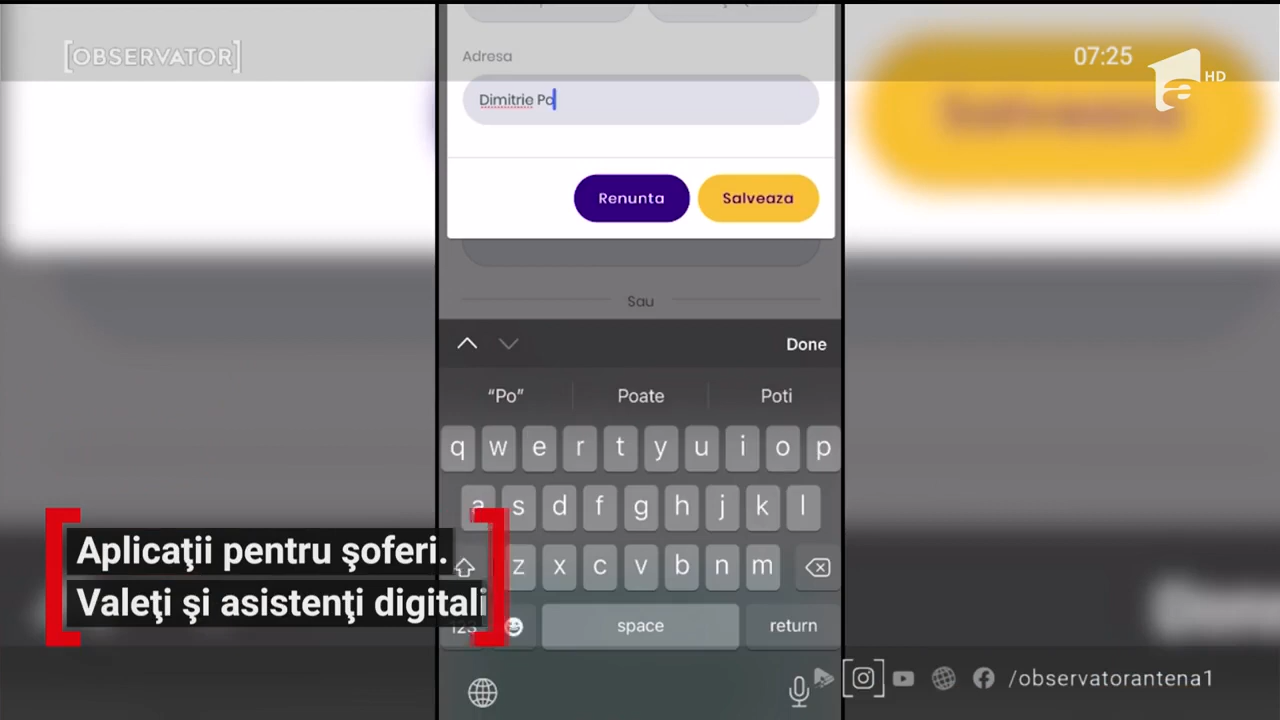 [OBSERVATOR]
07:25
HD
Adresa
Dimitrie Po
Renunta
Salveaza
Sau
Done
“Po”
Poate
Poti
q w e r t y u i o p
a s d f g h j k l
z x c v b n m
123
space
return
Aplicaţii pentru şoferi.
Valeţi şi asistenţi digitali
/observatorantena1